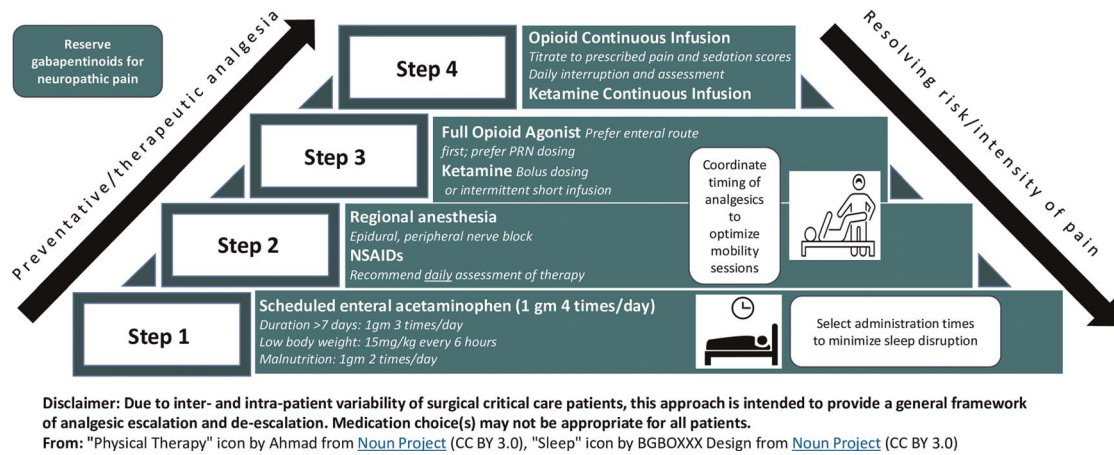 Reserve
gabapentinoids for
neuropathic pain
Preventative/therapeutic analgesia
Resolving risk/intensity of pain
Step 4
Opioid Continuous Infusion
Titrate to prescribed pain and sedation scores
Daily interruption and assessment
Ketamine Continuous Infusion
Step 3
Full Opioid Agonist Prefer enteral route
first; prefer PRN dosing
Ketamine Bolus dosing
or intermittent short infusion
Coordinate
timing of
analgesics
to
optimize
mobility
sessions
Step 2
Regional anesthesia
Epidural, peripheral nerve block
NSAIDs
Recommend daily assessment of therapy
Step 1
Scheduled enteral acetaminophen (1 gm 4 times/day)
Duration >7 days: 1gm 3 times/day
Low body weight: 15mg/kg every 6 hours
Malnutrition: 1gm 2 times/day
Select administration times
to minimize sleep disruption
Disclaimer: Due to inter- and intra-patient variability of surgical critical care patients, this approach is intended to provide a general framework
of analgesic escalation and de-escalation. Medication choice(s) may not be appropriate for all patients.
From: "Physical Therapy" icon by Ahmad from Noun Project (CC BY 3.0), "Sleep" icon by BGBOXXX Design from Noun Project (CC BY 3.0)